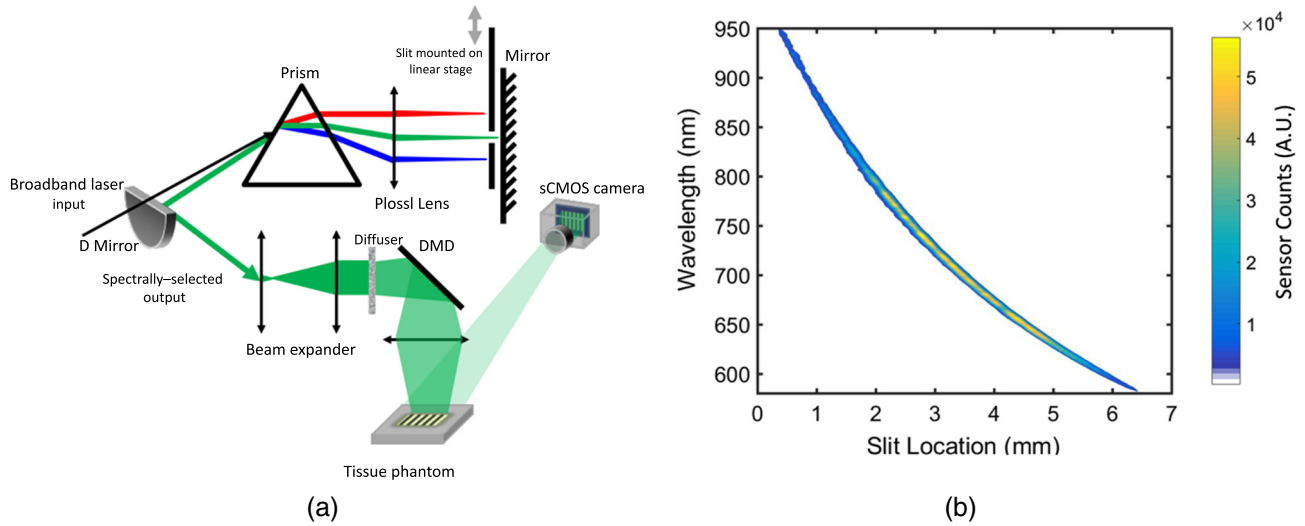 Slit mounted on
linear stage
Mirror
Prism
Broadband laser
input
D Mirror
Plossl Lens
sCMOS camera
Diffuser
DMD
Spectrally–selected
output
Beam expander
Tissue phantom
(a)
950
900
850
800
750
700
650
600
Wavelength (nm)
0 1 2 3 4 5 6 7
Slit Location (mm)
×10⁴
5
4
3
2
1
Sensor Counts (A.U.)
(b)